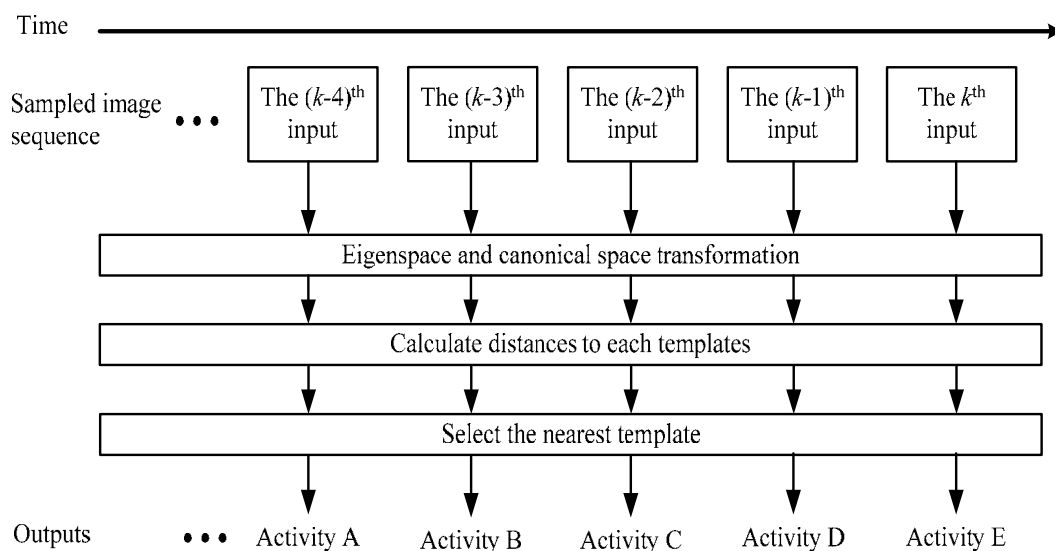 Time
Sampled image
sequence
•••
The (k-4)th
input
The (k-3)th
input
The (k-2)th
input
The (k-1)th
input
The kth
input
Eigenspace and canonical space transformation
Calculate distances to each templates
Select the nearest template
Outputs
•••
Activity A
Activity B
Activity C
Activity D
Activity E